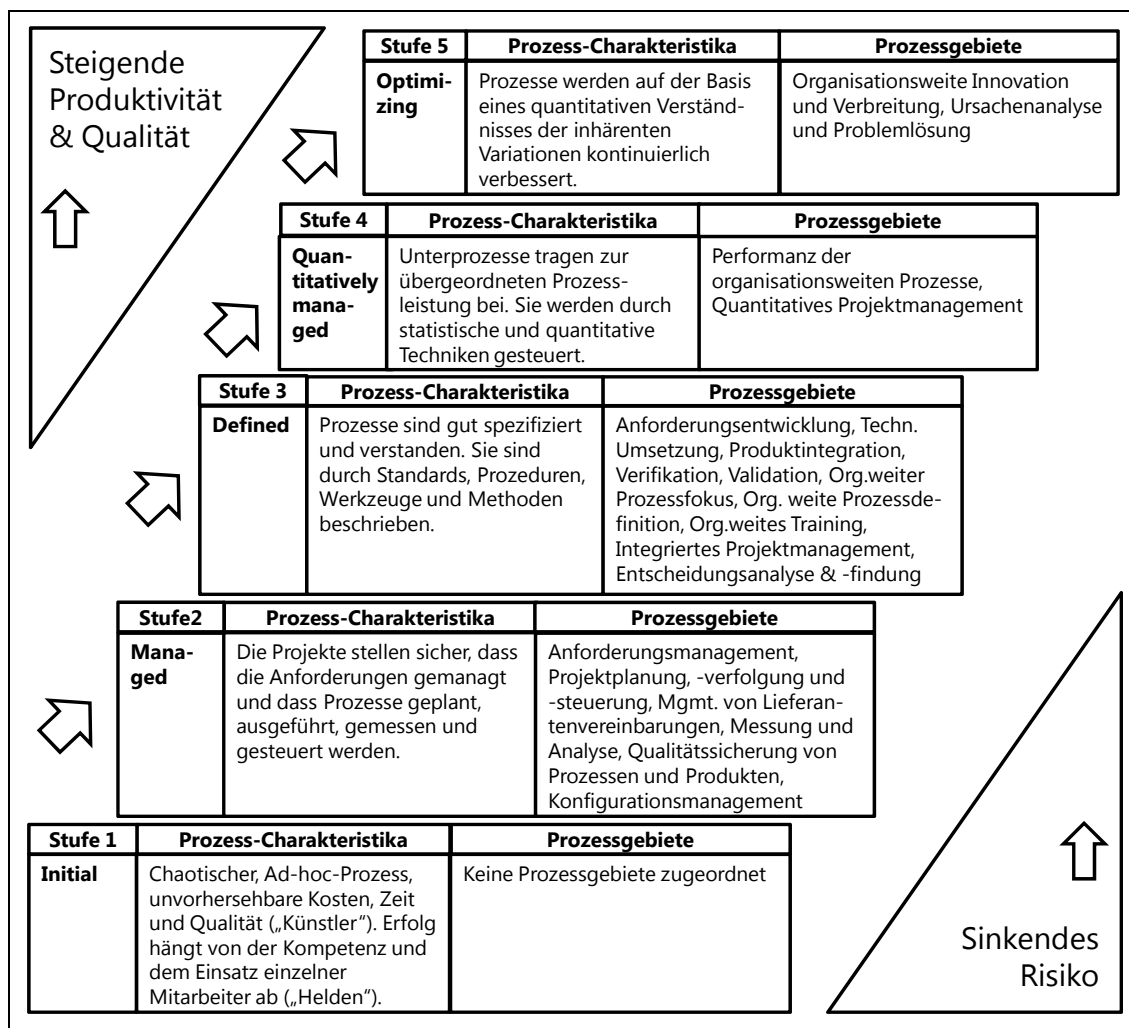 Steigende
Produktivität
& Qualität
Stufe 5
Prozess-Charakteristika
Prozessgebiete
Optimi-
zing
Prozesse werden auf der Basis
eines quantitativen Verständ-
nisses der inhärenten
Variationen kontinuierlich
verbessert.
Organisationsweite Innovation
und Verbreitung, Ursachenanalyse
und Problemlösung
Stufe 4
Prozess-Charakteristika
Prozessgebiete
Quan-
titatively
mana-
ged
Unterprozesse tragen zur
übergeordneten Prozess-
leistung bei. Sie werden durch
statistische und quantitative
Techniken gesteuert.
Performanz der
organisationsweiten Prozesse,
Quantitatives Projektmanagement
Stufe 3
Prozess-Charakteristika
Prozessgebiete
Defined
Prozesse sind gut spezifiziert
und verstanden. Sie sind
durch Standards, Prozeduren,
Werkzeuge und Methoden
beschrieben.
Anforderungsentwicklung, Techn.
Umsetzung, Produktintegration,
Verifikation, Validation, Org.weiter
Prozessfokus, Org. weite Prozessde-
finition, Org.weites Training,
Integriertes Projektmanagement,
Entscheidungsanalyse & -findung
Stufe2
Prozess-Charakteristika
Prozessgebiete
Mana-
ged
Die Projekte stellen sicher, dass
die Anforderungen gemanagt
und dass Prozesse geplant,
ausgeführt, gemessen und
gesteuert werden.
Anforderungsmanagement,
Projektplanung, -verfolgung und
-steuerung, Mgmt. von Lieferan-
tenvereinbarungen, Messung und
Analyse, Qualitätssicherung von
Prozessen und Produkten,
Konfigurationsmanagement
Stufe 1
Prozess-Charakteristika
Prozessgebiete
Initial
Chaotischer, Ad-hoc-Prozess,
unvorhersehbare Kosten, Zeit
und Qualität („Künstler“). Erfolg
hängt von der Kompetenz und
dem Einsatz einzelner
Mitarbeiter ab („Helden“).
Keine Prozessgebiete zugeordnet
Sinkendes
Risiko